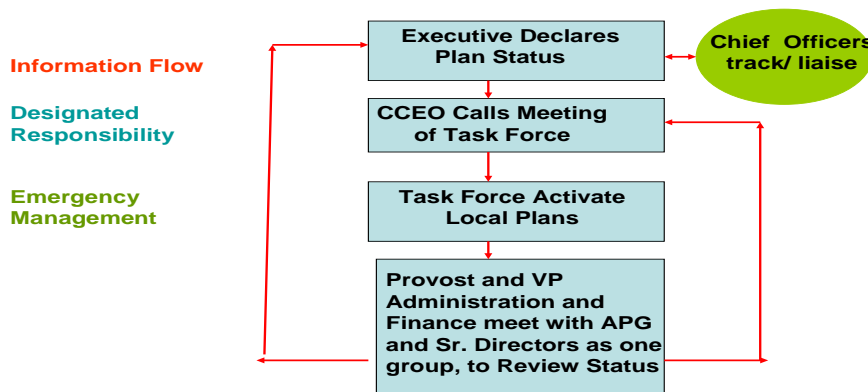 Executive Declares
Plan Status
Chief Officers
track/ liaise
Information Flow
Designated
Responsibility
CCEO Calls Meeting
of Task Force
Emergency
Management
Task Force Activate
Local Plans
Provost and VP
Administration and
Finance meet with APG
and Sr. Directors as one
group, to Review Status